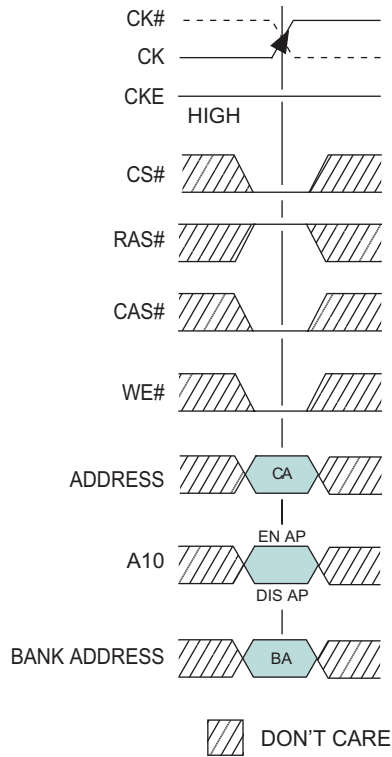 CK#
CK
CKE
HIGH
CS#
RAS#
CAS#
WE#
ADDRESS
CA
EN AP
A10
DIS AP
BANK ADDRESS
BA
DON'T CARE